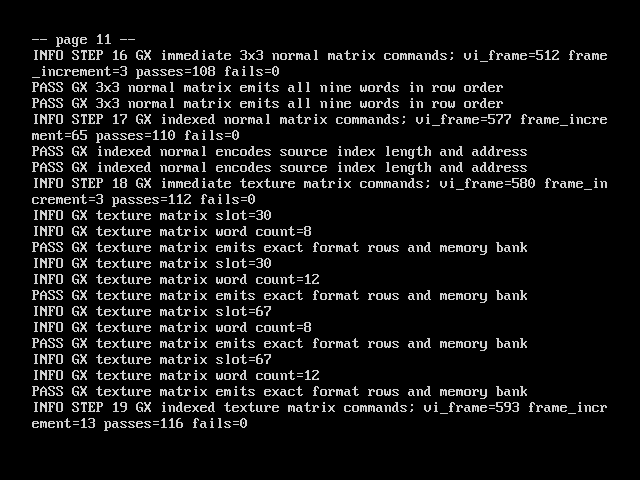 -- page 11 --
INFO STEP 16 GX immediate 3x3 normal matrix commands; vi_frame=512 frame
_increment=3 passes=108 fails=0
PASS GX 3x3 normal matrix emits all nine words in row order
PASS GX 3x3 normal matrix emits all nine words in row order
INFO STEP 17 GX indexed normal matrix commands; vi_frame=577 frame_incre
ment=65 passes=110 fails=0
PASS GX indexed normal encodes source index length and address
PASS GX indexed normal encodes source index length and address
INFO STEP 18 GX immediate texture matrix commands; vi_frame=580 frame_in
crement=3 passes=112 fails=0
INFO GX texture matrix slot=30
INFO GX texture matrix word count=8
PASS GX texture matrix emits exact format rows and memory bank
INFO GX texture matrix slot=30
INFO GX texture matrix word count=12
PASS GX texture matrix emits exact format rows and memory bank
INFO GX texture matrix slot=67
INFO GX texture matrix word count=8
PASS GX texture matrix emits exact format rows and memory bank
INFO GX texture matrix slot=67
INFO GX texture matrix word count=12
PASS GX texture matrix emits exact format rows and memory bank
INFO STEP 19 GX indexed texture matrix commands; vi_frame=593 frame_incr
ement=13 passes=116 fails=0